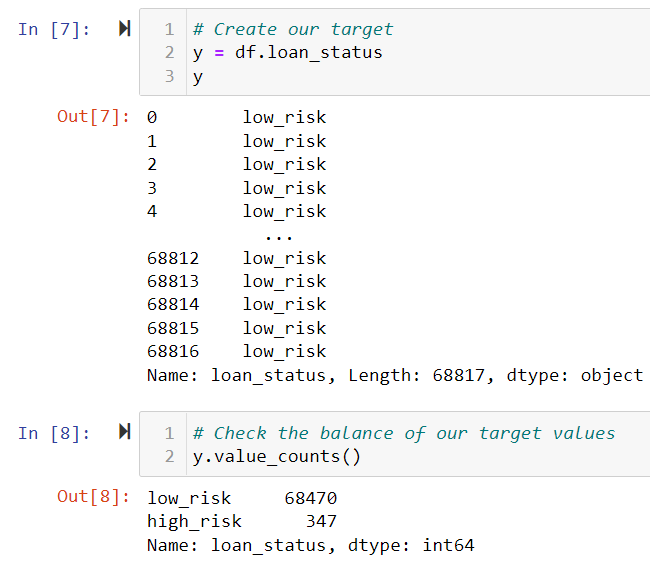 In [7]:
1 # Create our target
2 y = df.loan_status
3 y
Out[7]: 0 low_risk
1 low_risk
2 low_risk
3 low_risk
4 low_risk
...
68812 low_risk
68813 low_risk
68814 low_risk
68815 low_risk
68816 low_risk
Name: loan_status, Length: 68817, dtype: object
In [8]:
1 # Check the balance of our target values
2 y.value_counts()
Out[8]: low_risk 68470
high_risk 347
Name: loan_status, dtype: int64